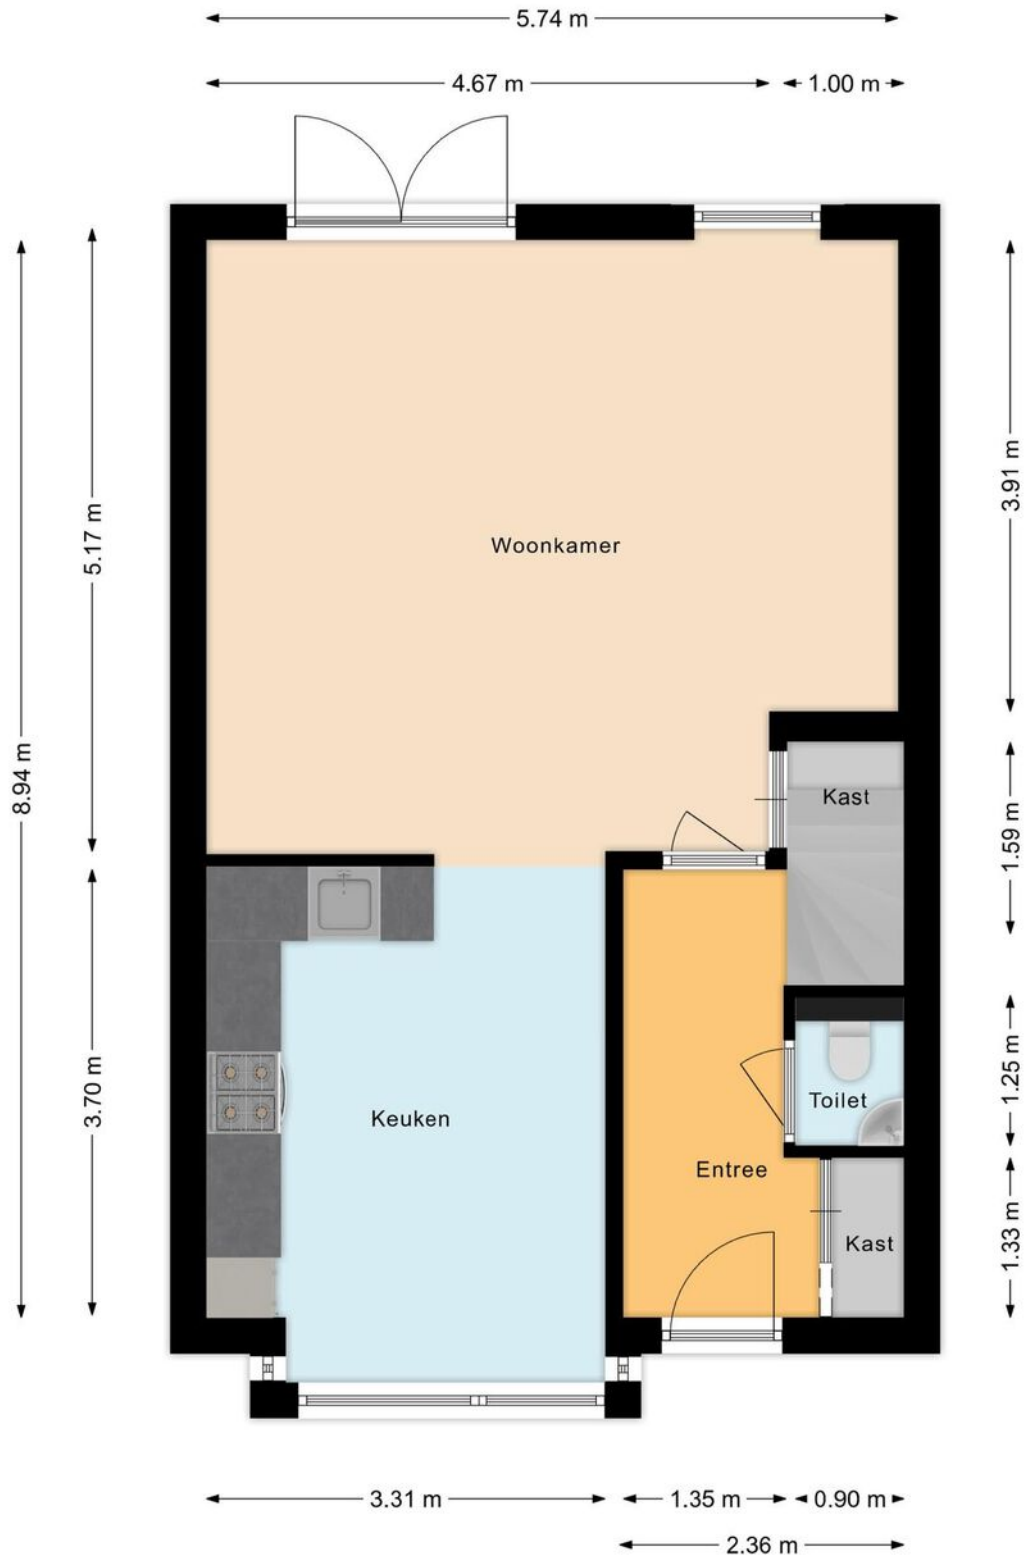 5.74 m
4.67 m
1.00 m
3.91 m
5.17 m
Woonkamer
8.94 m
Kast
1.59 m
3.70 m
1.25 m
Toilet
Keuken
Entree
1.33 m
Kast
3.31 m
1.35 m
0.90 m
2.36 m